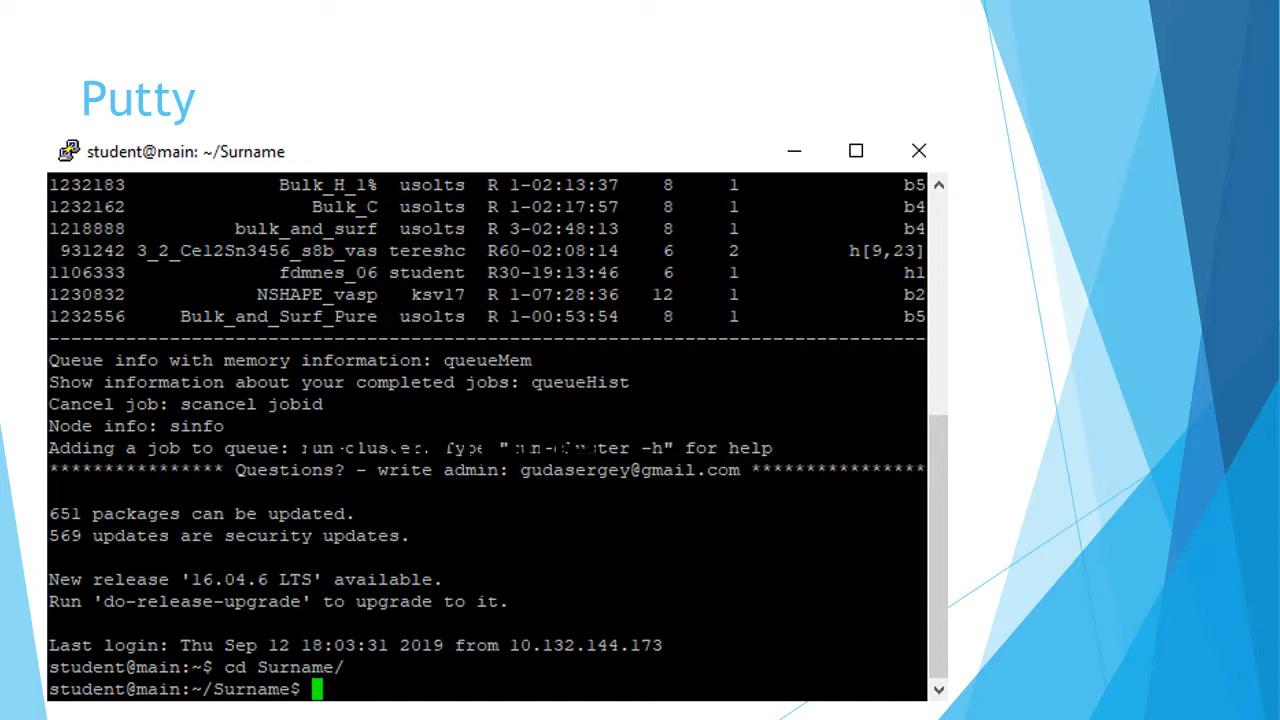 Putty
student@main: ~/Surname
1232183 Bulk_H_1% usolts R 1-02:13:37 8 1 b5
1232162 Bulk_C usolts R 1-02:17:57 8 1 b4
1218888 bulk_and_surf usolts R 3-02:48:13 8 1 b4
931242 3_2_Ce12Sn3456_s8b_vas tereshc R60-02:08:14 6 2 h[9,23]
1106333 fdmnes_06 student R30-19:13:46 6 1 h1
1230832 NSHAPE_vasp ksv17 R 1-07:28:36 12 1 b2
1232556 Bulk_and_Surf_Pure usolts R 1-00:53:54 8 1 b5
--------------------------------------------------------------------------------
Queue info with memory information: queueMem
Show information about your completed jobs: queueHist
Cancel job: scancel jobid
Node info: sinfo
Adding a job to queue: run-cluster. Type "run-cluster -h" for help
**************** Questions? - write admin: gudasergey@gmail.com ****************
651 packages can be updated.
569 updates are security updates.
New release '16.04.6 LTS' available.
Run 'do-release-upgrade' to upgrade to it.
Last login: Thu Sep 12 18:03:31 2019 from 10.132.144.173
student@main:~$ cd Surname/
student@main:~/Surname$